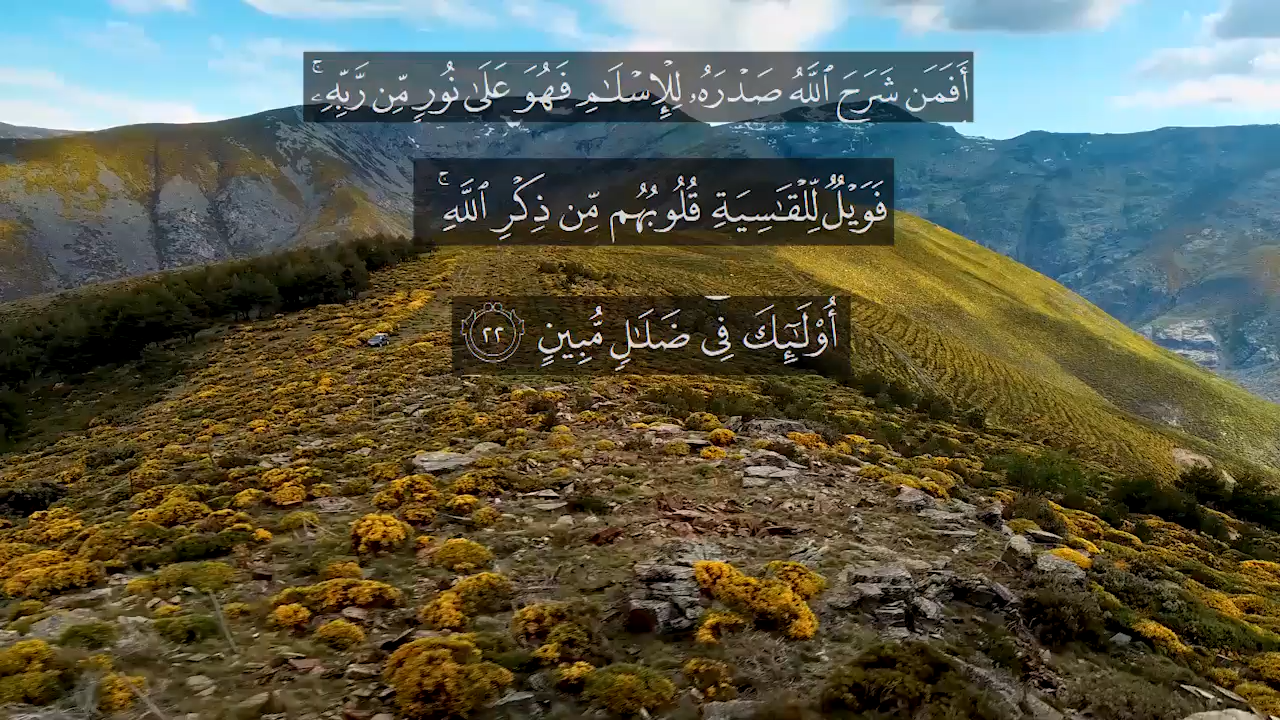 أَفَمَن شَرَحَ ٱللَّهُ صَدْرَهُۥ لِلْإِسْلَـٰمِ فَهُوَ عَلَىٰ نُورٍ مِّن رَّبِّهِۦ ۚ
فَوَيْلٌ لِّلْقَـٰسِيَةِ قُلُوبُهُم مِّن ذِكْرِ ٱللَّهِ ۚ
أُو۟لَـٰٓئِكَ فِى ضَلَـٰلٍ مُّبِينٍ ٢٢